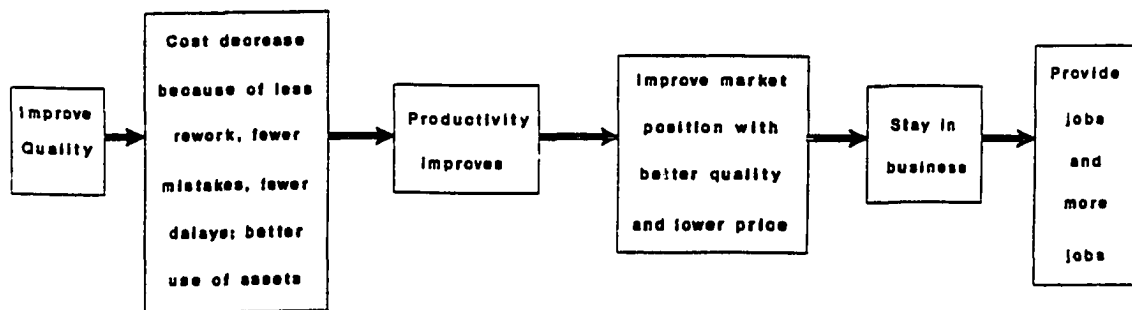 Improve
Quality
Cost decrease
because of less
rework, fewer
mistakes, fewer
delays; better
use of assets
Productivity
improves
Improve market
position with
better quality
and lower price
Stay in
business
Provide
jobs
and
more
jobs